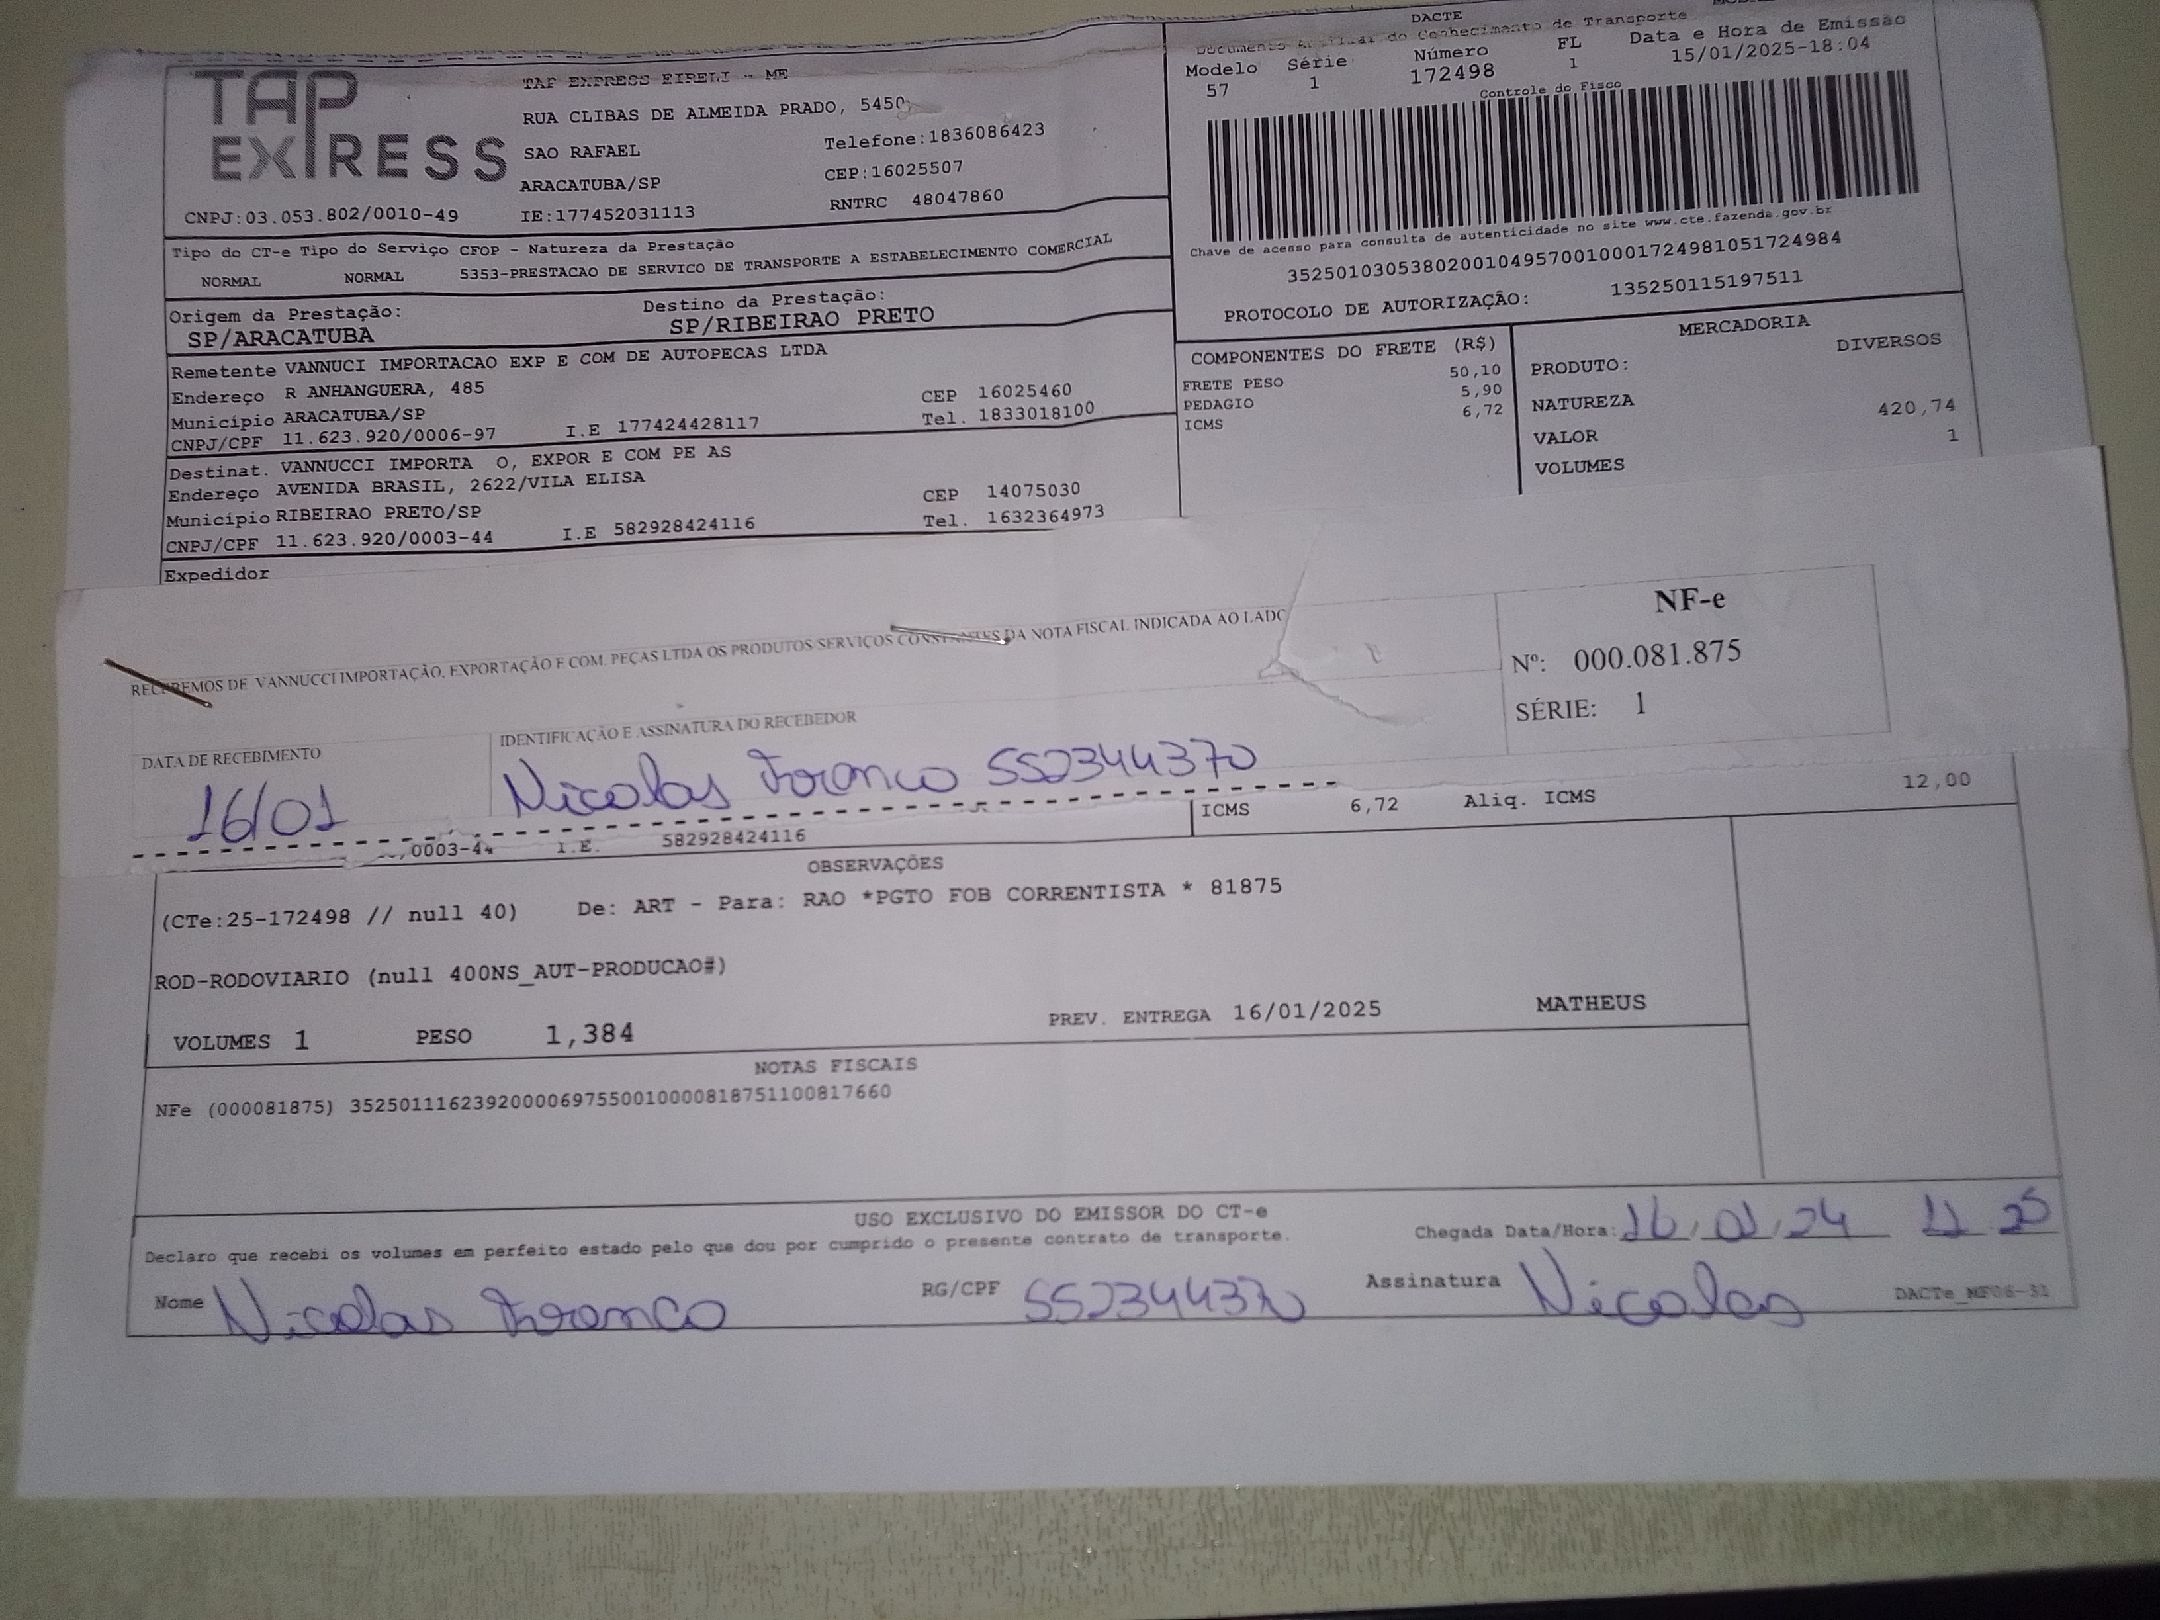 DACTE
Documento Auxiliar do Conhecimento de Transporte
Modelo Série Número FL Data e Hora de Emissão
57 1 172498 1 15/01/2025-18:04
Controle do Fisco
TAP EXPRESS
TAP EXPRESS EIRELI - ME
RUA CLIBAS DE ALMEIDA PRADO, 5450
SAO RAFAEL Telefone:1836086423
ARACATUBA/SP CEP:16025507
CNPJ:03.053.802/0010-49 IE:177452031113 RNTRC 48047860
Chave de acesso para consulta de autenticidade no site www.cte.fazenda.gov.br
35250103053802001049570010001724981051724984
PROTOCOLO DE AUTORIZAÇÃO: 135250115197511
Tipo do CT-e Tipo do Serviço CFOP - Natureza da Prestação
NORMAL NORMAL 5353-PRESTACAO DE SERVICO DE TRANSPORTE A ESTABELECIMENTO COMERCIAL
Origem da Prestação: Destino da Prestação:
SP/ARACATUBA SP/RIBEIRAO PRETO
Remetente VANNUCI IMPORTACAO EXP E COM DE AUTOPECAS LTDA
Endereço R ANHANGUERA, 485 CEP 16025460
Município ARACATUBA/SP Tel. 1833018100
CNPJ/CPF 11.623.920/0006-97 I.E 177424428117
Destinat. VANNUCCI IMPORTA O, EXPOR E COM PE AS
Endereço AVENIDA BRASIL, 2622/VILA ELISA CEP 14075030
Município RIBEIRAO PRETO/SP Tel. 1632364973
CNPJ/CPF 11.623.920/0003-44 I.E 582928424116
Expedidor
COMPONENTES DO FRETE (R$)
FRETE PESO 50,10
PEDAGIO 5,90
ICMS 6,72
MERCADORIA
PRODUTO: DIVERSOS
NATUREZA
VALOR 420,74
VOLUMES 1
RECEBEMOS DE VANNUCCI IMPORTAÇÃO, EXPORTAÇÃO E COM. PEÇAS LTDA OS PRODUTOS/SERVIÇOS CONSTANTES DA NOTA FISCAL INDICADA AO LADO
NF-e
Nº: 000.081.875
SÉRIE: 1
DATA DE RECEBIMENTO IDENTIFICAÇÃO E ASSINATURA DO RECEBEDOR
16/01 Nicolas Franco 552344370
0003-44 I.E. 582928424116 ICMS 6,72 Aliq. ICMS 12,00
OBSERVAÇÕES
(CTe:25-172498 // null 40) De: ART - Para: RAO *PGTO FOB CORRENTISTA * 81875
ROD-RODOVIARIO (null 400NS_AUT-PRODUCAO#)
VOLUMES 1 PESO 1,384 PREV. ENTREGA 16/01/2025 MATHEUS
NOTAS FISCAIS
NFe (000081875) 35250111623920000697550010000818751100817660
USO EXCLUSIVO DO EMISSOR DO CT-e
Declaro que recebi os volumes em perfeito estado pelo que dou por cumprido o presente contrato de transporte. Chegada Data/Hora: 16/01/24 11 25
Nome Nicolas Franco RG/CPF 552344370 Assinatura Nicolas DACTe_MF06-31